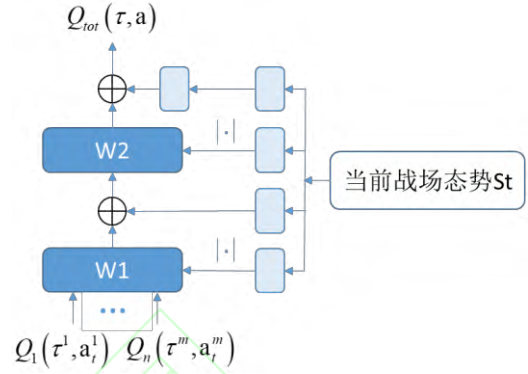 Q_{tot}(τ,a)
|·|
W2
当前战场态势St
|·|
W1
•••
Q_1(τ^1,a_t^1) Q_n(τ^m,a_t^m)